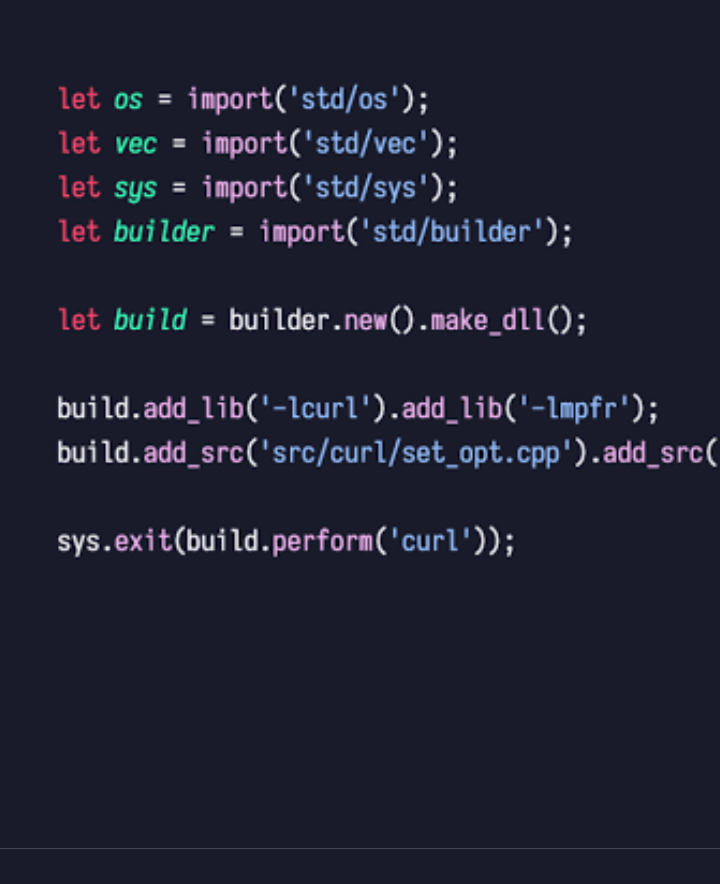 let os = import('std/os');
let vec = import('std/vec');
let sys = import('std/sys');
let builder = import('std/builder');
let build = builder.new().make_dll();
build.add_lib('-lcurl').add_lib('-lmpfr');
build.add_src('src/curl/set_opt.cpp').add_src(
sys.exit(build.perform('curl'));